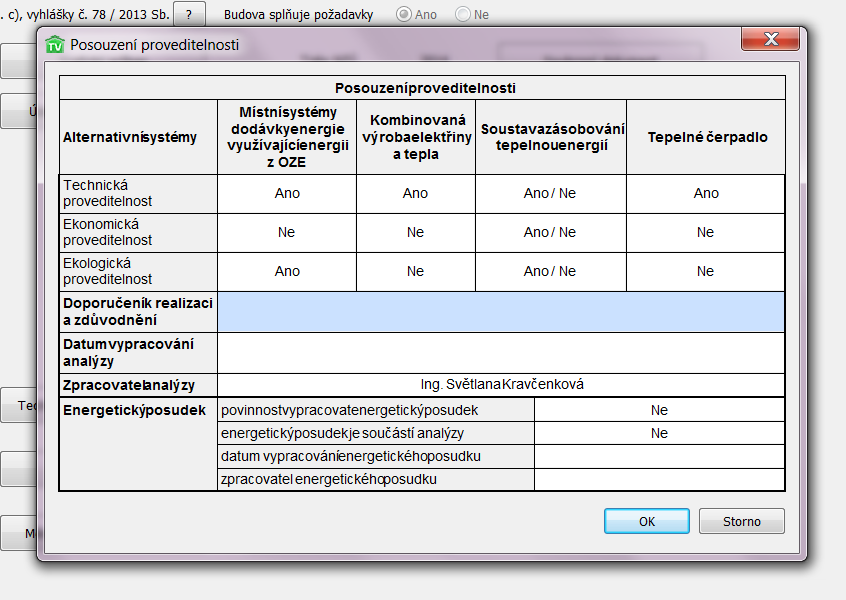 . c), vyhlášky č. 78 / 2013 Sb. ? Budova splňuje požadavky Ano Ne
Posouzení proveditelnosti
Posouzeníproveditelnosti
Alternativnísystémy
Místnísystémy
dodávkyenergie
využívajícíenergii
z OZE
Kombinovaná
výrobaelektřiny
a tepla
Soustavazásobování
tepelnouenergií
Tepelné čerpadlo
Technická
proveditelnost
Ano Ano Ano / Ne Ano
Ekonomická
proveditelnost
Ne Ne Ano / Ne Ne
Ekologická
proveditelnost
Ano Ne Ano / Ne Ne
Doporučeník realizaci
a zdůvodnění
Datumvypracování
analýzy
Zpracovatelanalýzy Ing. SvětlanaKravčenková
Energetickýposudek povinnostvypracovatenergetickýposudek Ne
energetickýposudekje součástí analýzy Ne
datum vypracováníenergetickéhoposudku
zpracovatel energetickéhoposudku
OK Storno